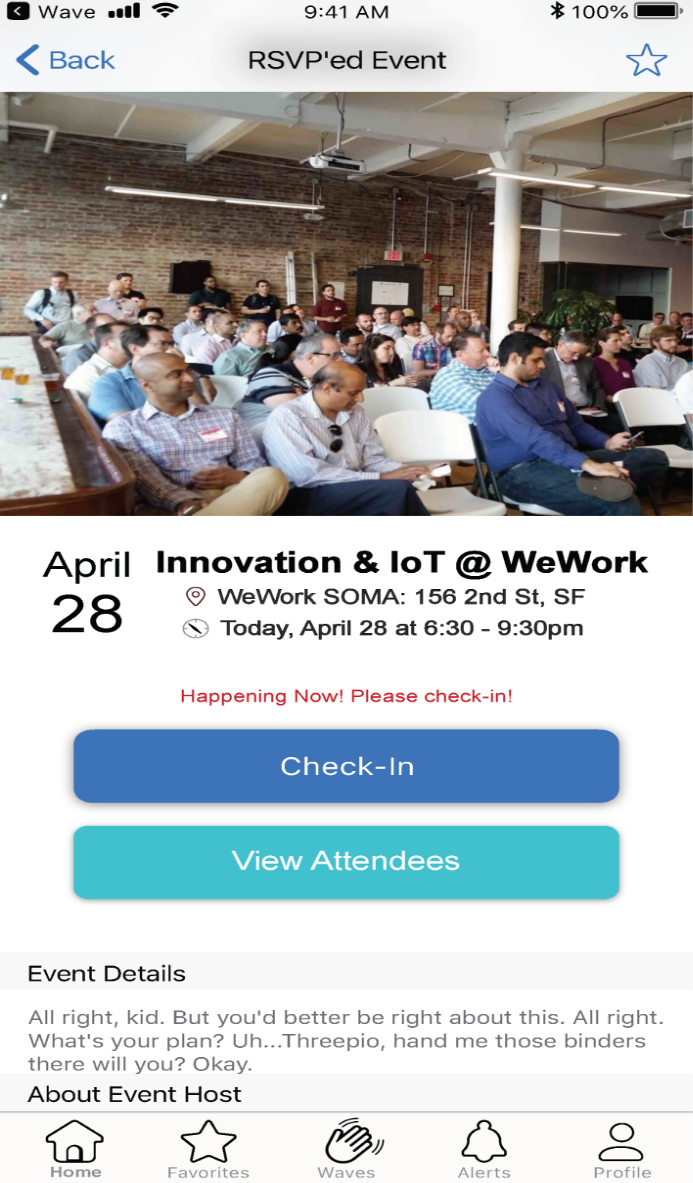 Wave 9:41 AM 100%
Back RSVP'ed Event
April
28
Innovation & IoT @ WeWork
WeWork SOMA: 156 2nd St, SF
Today, April 28 at 6:30 - 9:30pm
Happening Now! Please check-in!
Check-In
View Attendees
Event Details
All right, kid. But you'd better be right about this. All right.
What's your plan? Uh...Threepio, hand me those binders
there will you? Okay.
About Event Host
Home Favorites Waves Alerts Profile